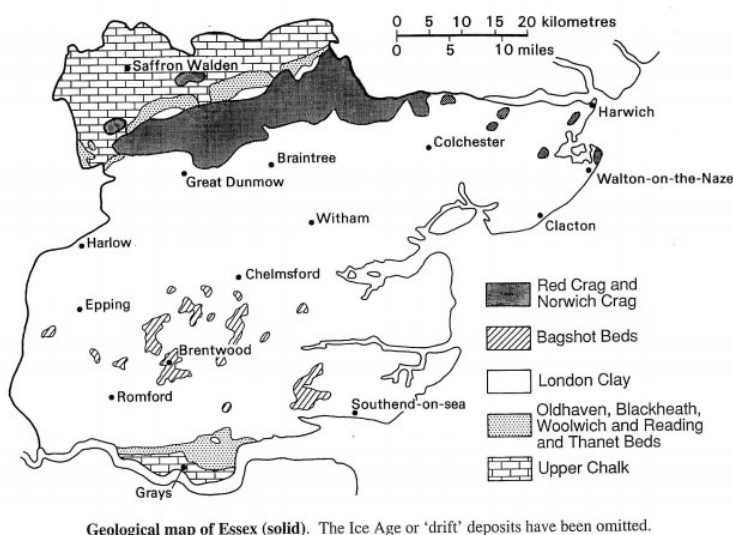 0 5 10 15 20 kilometres
0 5 10 miles
Saffron Walden
Harwich
Colchester
Braintree
Walton-on-the-Naze
Great Dunmow
Witham
Clacton
Harlow
Chelmsford
Epping
Brentwood
Romford
Southend-on-sea
Grays
Red Crag and
Norwich Crag
Bagshot Beds
London Clay
Oldhaven, Blackheath,
Woolwich and Reading
and Thanet Beds
Upper Chalk
Geological map of Essex (solid). The Ice Age or ‘drift’ deposits have been omitted.